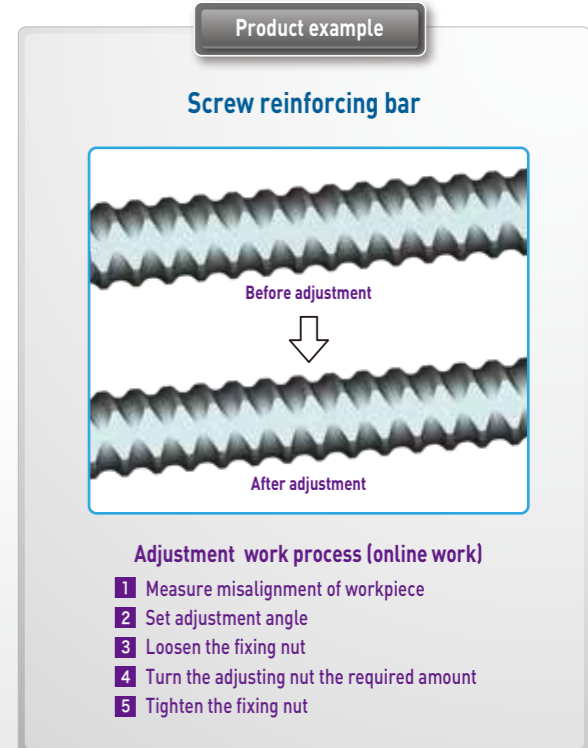 Product example
Screw reinforcing bar
Before adjustment
After adjustment
Adjustment work process (online work)
1 Measure misalignment of workpiece
2 Set adjustment angle
3 Loosen the fixing nut
4 Turn the adjusting nut the required amount
5 Tighten the fixing nut